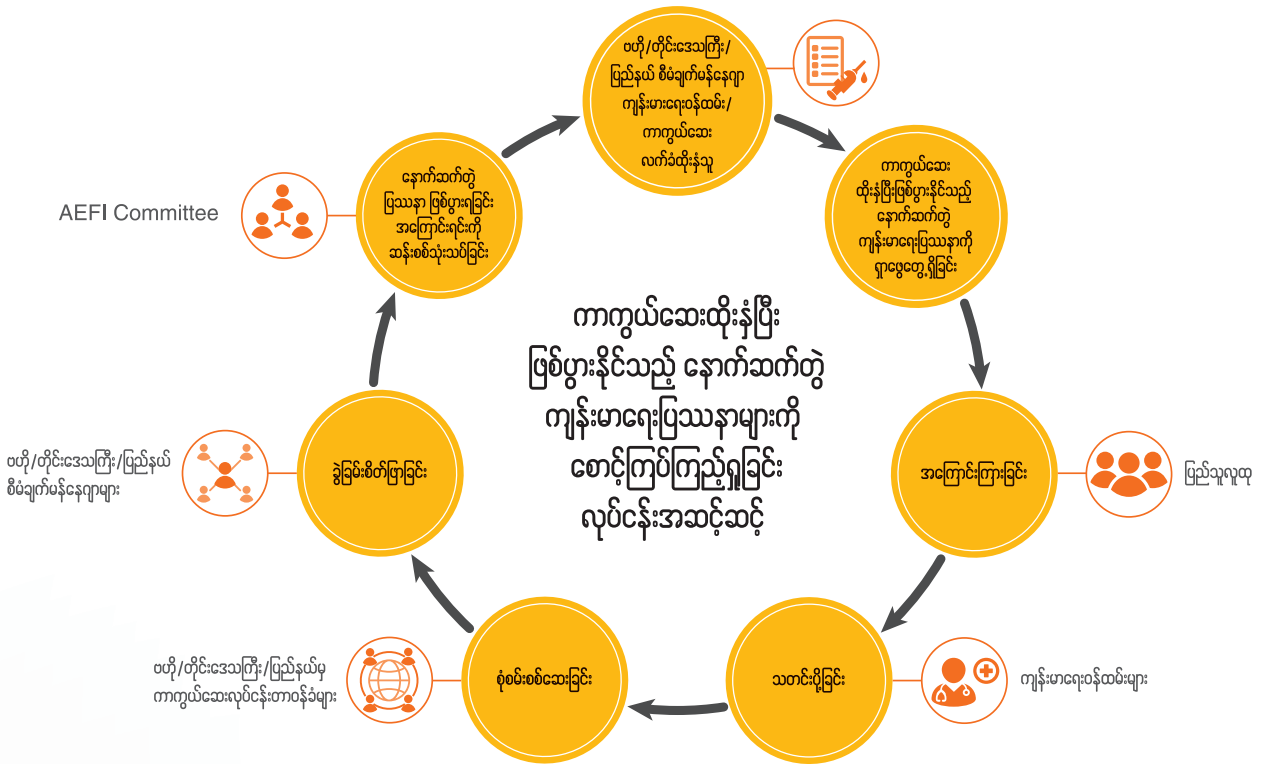 ဗဟို/တိုင်းဒေသကြီး/
ပြည်နယ် စီမံချက်မန်နေဂျာ
ကျန်းမာရေးဝန်ထမ်း/
ကာကွယ်ဆေး
လက်ခံထိုးနှံသူ
ကာကွယ်ဆေး
ထိုးနှံပြီးဖြစ်ပွားနိုင်သည့်
နောက်ဆက်တွဲ
ကျန်းမာရေးပြဿနာကို
ရှာဖွေတွေ့ရှိခြင်း
အကြောင်းကြားခြင်း
ပြည်သူလူထု
သတင်းပို့ခြင်း
ကျန်းမာရေးဝန်ထမ်းများ
စုံစမ်းစစ်ဆေးခြင်း
ဗဟို/တိုင်းဒေသကြီး/ပြည်နယ်မှ
ကာကွယ်ဆေးလုပ်ငန်းတာဝန်ခံများ
ခွဲခြမ်းစိတ်ဖြာခြင်း
ဗဟို/တိုင်းဒေသကြီး/ပြည်နယ်
စီမံချက်မန်နေဂျာများ
နောက်ဆက်တွဲ
ပြဿနာ ဖြစ်ပွားရခြင်း
အကြောင်းရင်းကို
ဆန်းစစ်သုံးသပ်ခြင်း
AEFI Committee
ကာကွယ်ဆေးထိုးနှံပြီး
ဖြစ်ပွားနိုင်သည့် နောက်ဆက်တွဲ
ကျန်းမာရေးပြဿနာများကို
စောင့်ကြပ်ကြည့်ရှုခြင်း
လုပ်ငန်းအဆင့်ဆင့်